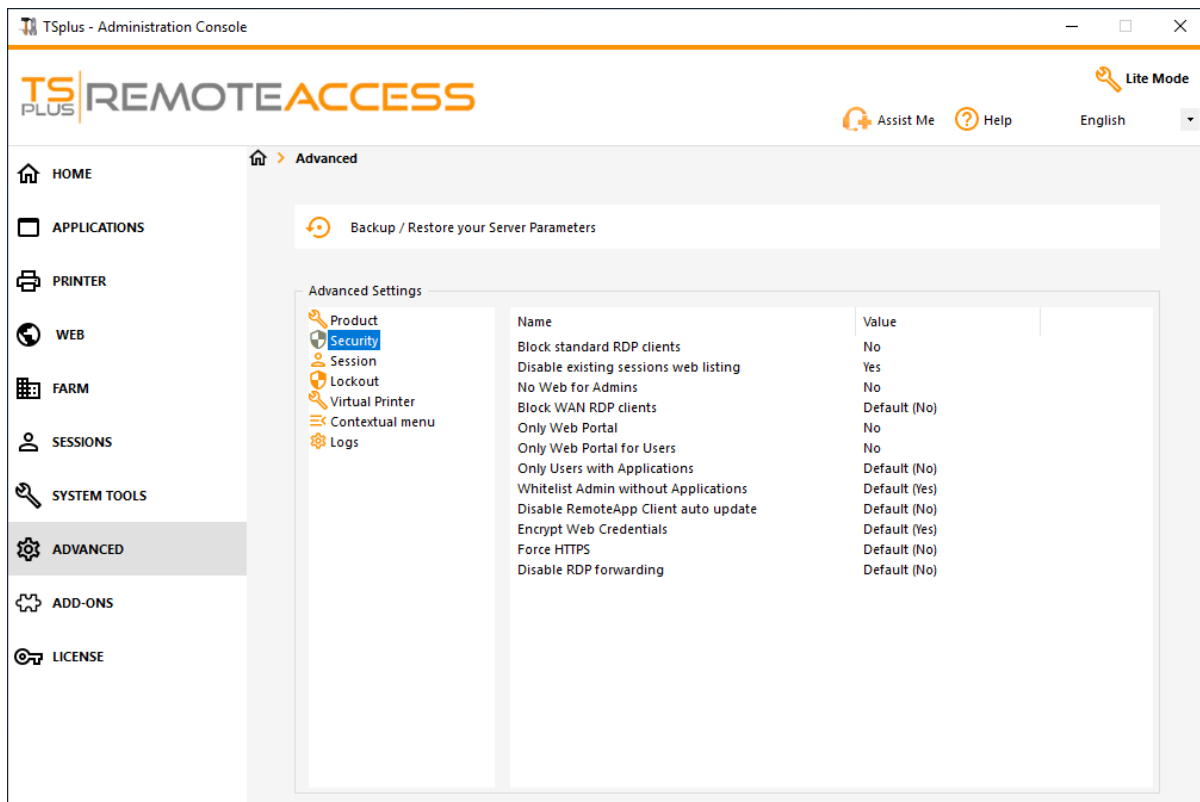 TSplus - Administration Console
TS PLUS REMOTEACCESS
Lite Mode
Assist Me
Help
English
HOME
APPLICATIONS
PRINTER
WEB
FARM
SESSIONS
SYSTEM TOOLS
ADVANCED
ADD-ONS
LICENSE
Advanced
Backup / Restore your Server Parameters
Advanced Settings
Product
Security
Session
Lockout
Virtual Printer
Contextual menu
Logs
Name Value
Block standard RDP clients No
Disable existing sessions web listing Yes
No Web for Admins No
Block WAN RDP clients Default (No)
Only Web Portal No
Only Web Portal for Users No
Only Users with Applications Default (No)
Whitelist Admin without Applications Default (Yes)
Disable RemoteApp Client auto update Default (No)
Encrypt Web Credentials Default (Yes)
Force HTTPS Default (No)
Disable RDP forwarding Default (No)